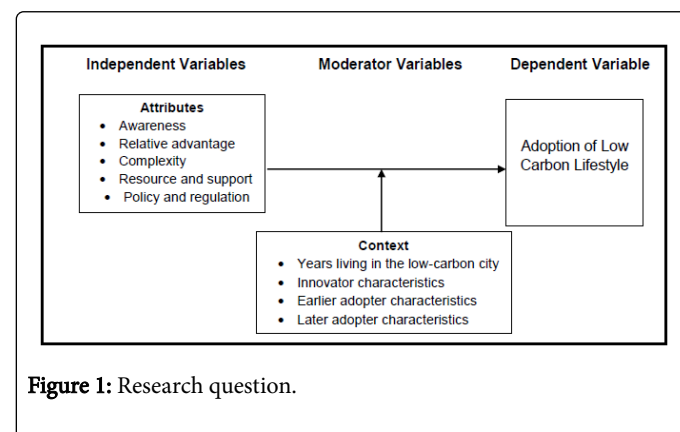 Independent Variables Moderator Variables Dependent Variable
Attributes
• Awareness
• Relative advantage
• Complexity
• Resource and support
• Policy and regulation
Adoption of Low
Carbon Lifestyle
Context
• Years living in the low-carbon city
• Innovator characteristics
• Earlier adopter characteristics
• Later adopter characteristics
Figure 1: Research question.